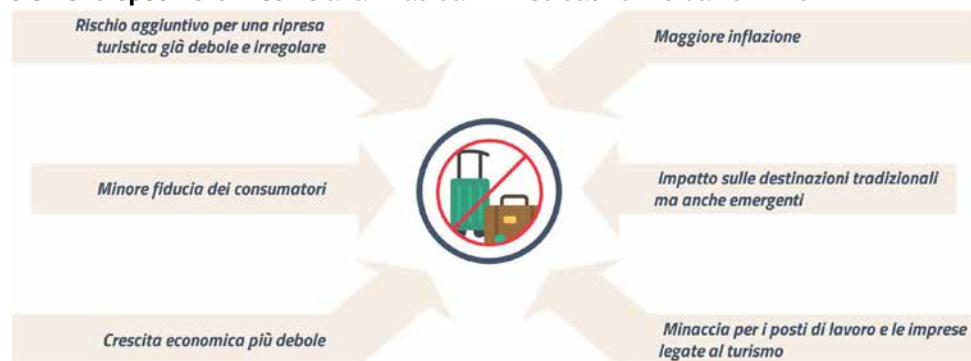 Rischio aggiuntivo per una ripresa
turistica già debole e irregolare
Maggiore inflazione
Minore fiducia dei consumatori
Impatto sulle destinazioni tradizionali
ma anche emergenti
Crescita economica più debole
Minaccia per i posti di lavoro e le imprese
legate al turismo